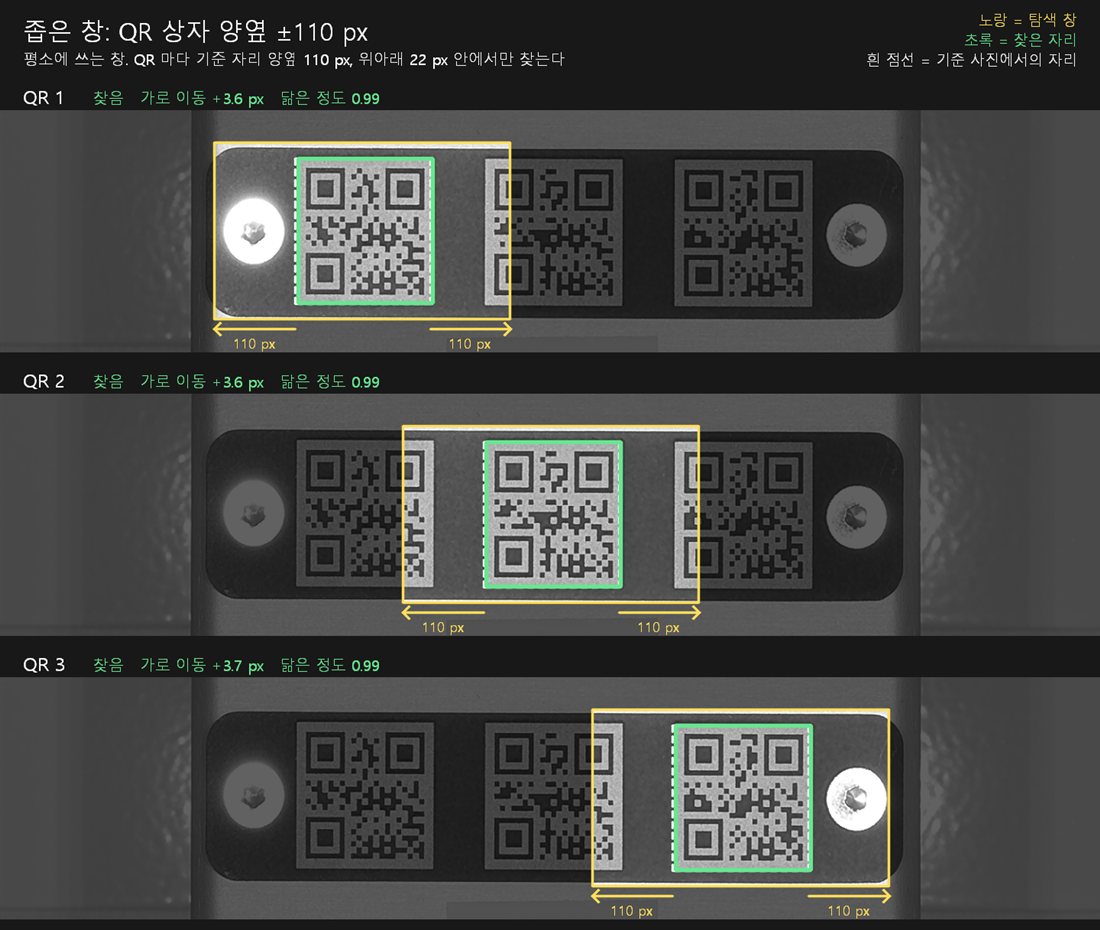 좁은 창: QR 상자 양옆 ±110 px
평소에 쓰는 창. QR 마다 기준 자리 양옆 110 px, 위아래 22 px 안에서만 찾는다
노랑 = 탐색 창
초록 = 찾은 자리
흰 점선 = 기준 사진에서의 자리
QR 1 찾음 가로 이동 +3.6 px 닮은 정도 0.99
110 px 110 px
QR 2 찾음 가로 이동 +3.6 px 닮은 정도 0.99
110 px 110 px
QR 3 찾음 가로 이동 +3.7 px 닮은 정도 0.99
110 px 110 px